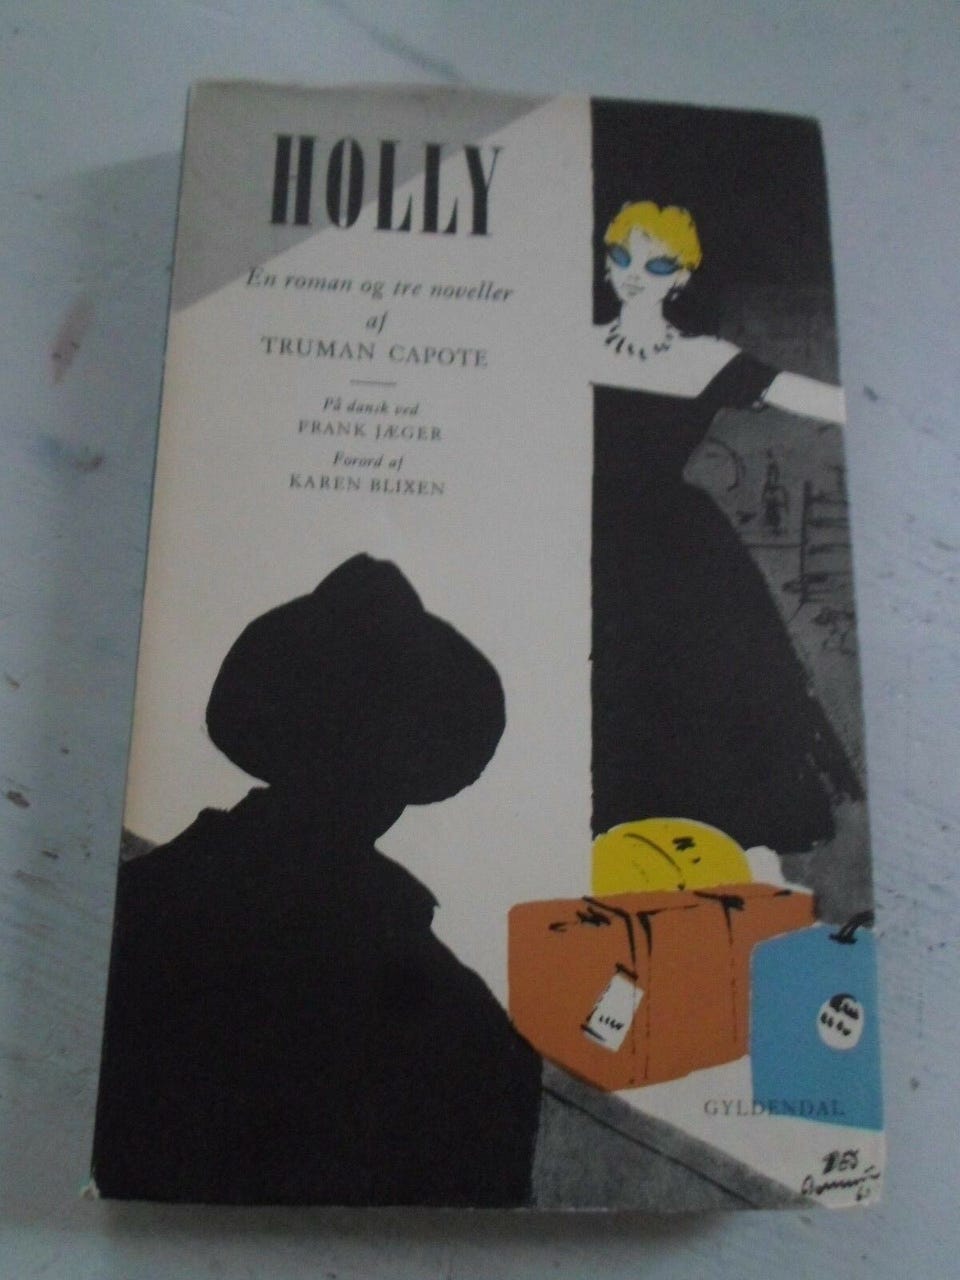 HOLLY
En roman og tre noveller
af
TRUMAN CAPOTE
På dansk ved
FRANK JÆGER
Forord af
KAREN BLIXEN
GYLDENDAL